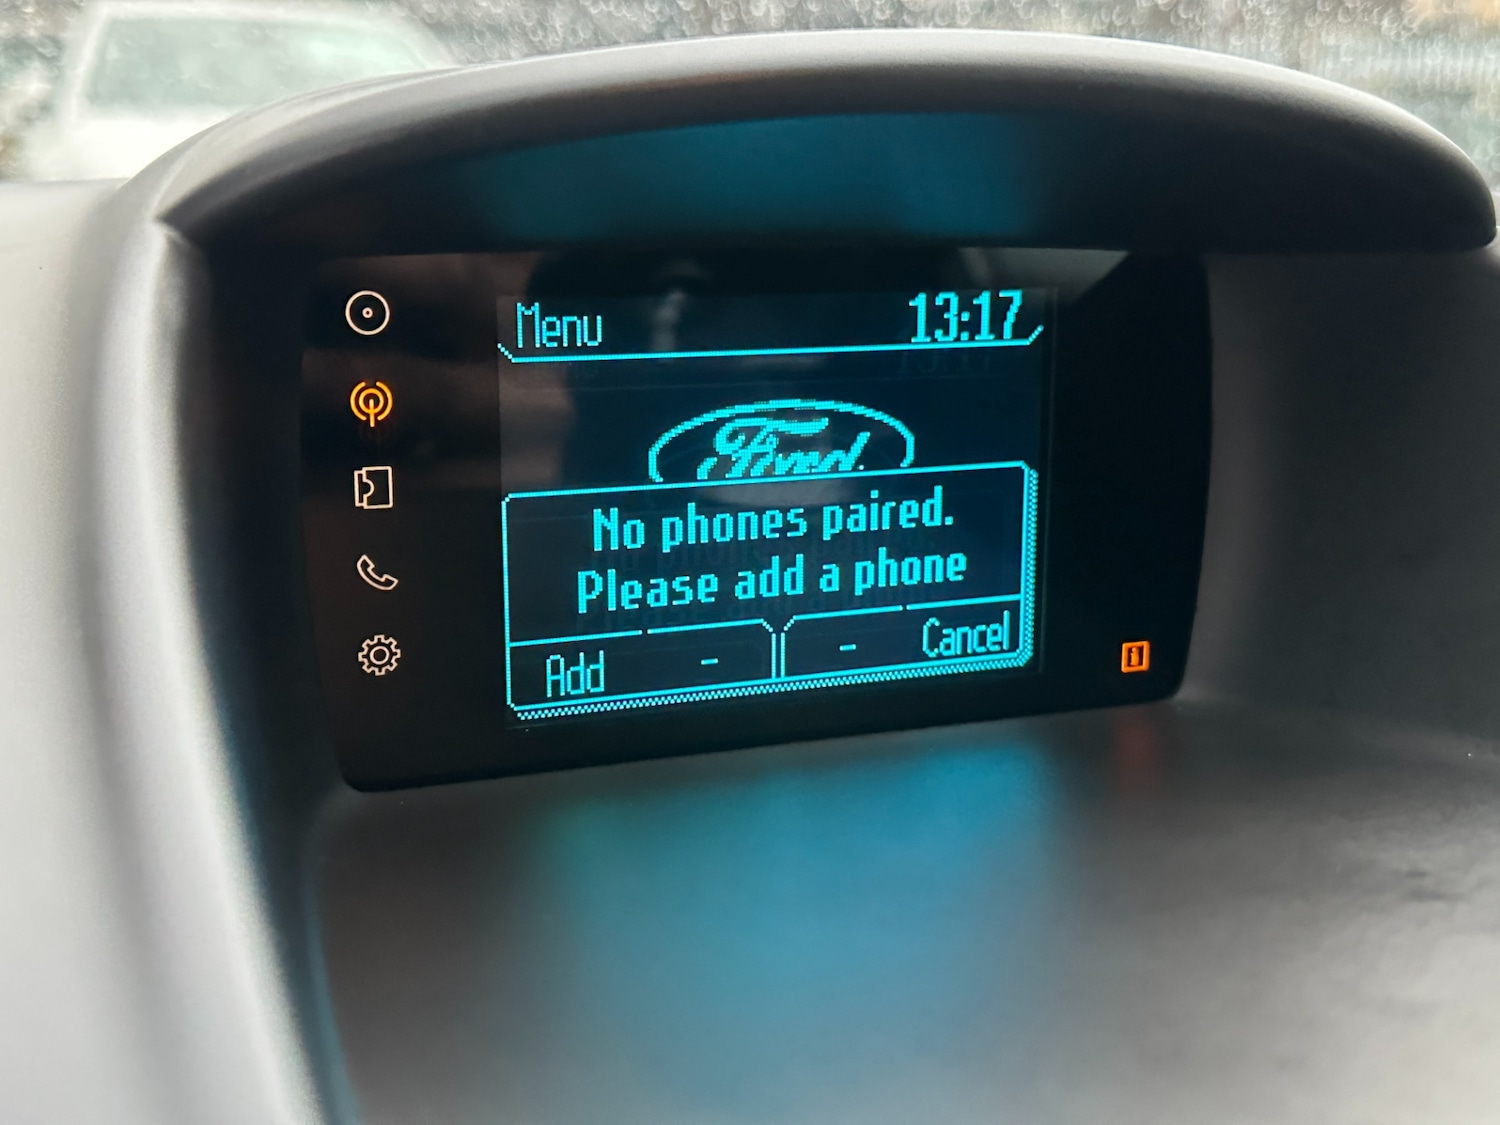 Menu 13:17
Ford
No phones paired.
Please add a phone
Add - - Cancel
i